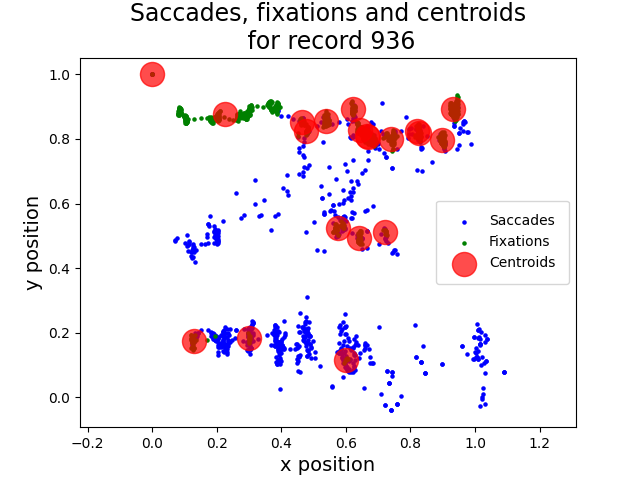 Saccades, fixations and centroids
for record 936
1.0
0.8
0.6
0.4
0.2
0.0
y position
Saccades
Fixations
Centroids
−0.2
0.0
0.2
0.4
0.6
0.8
1.0
1.2
x position